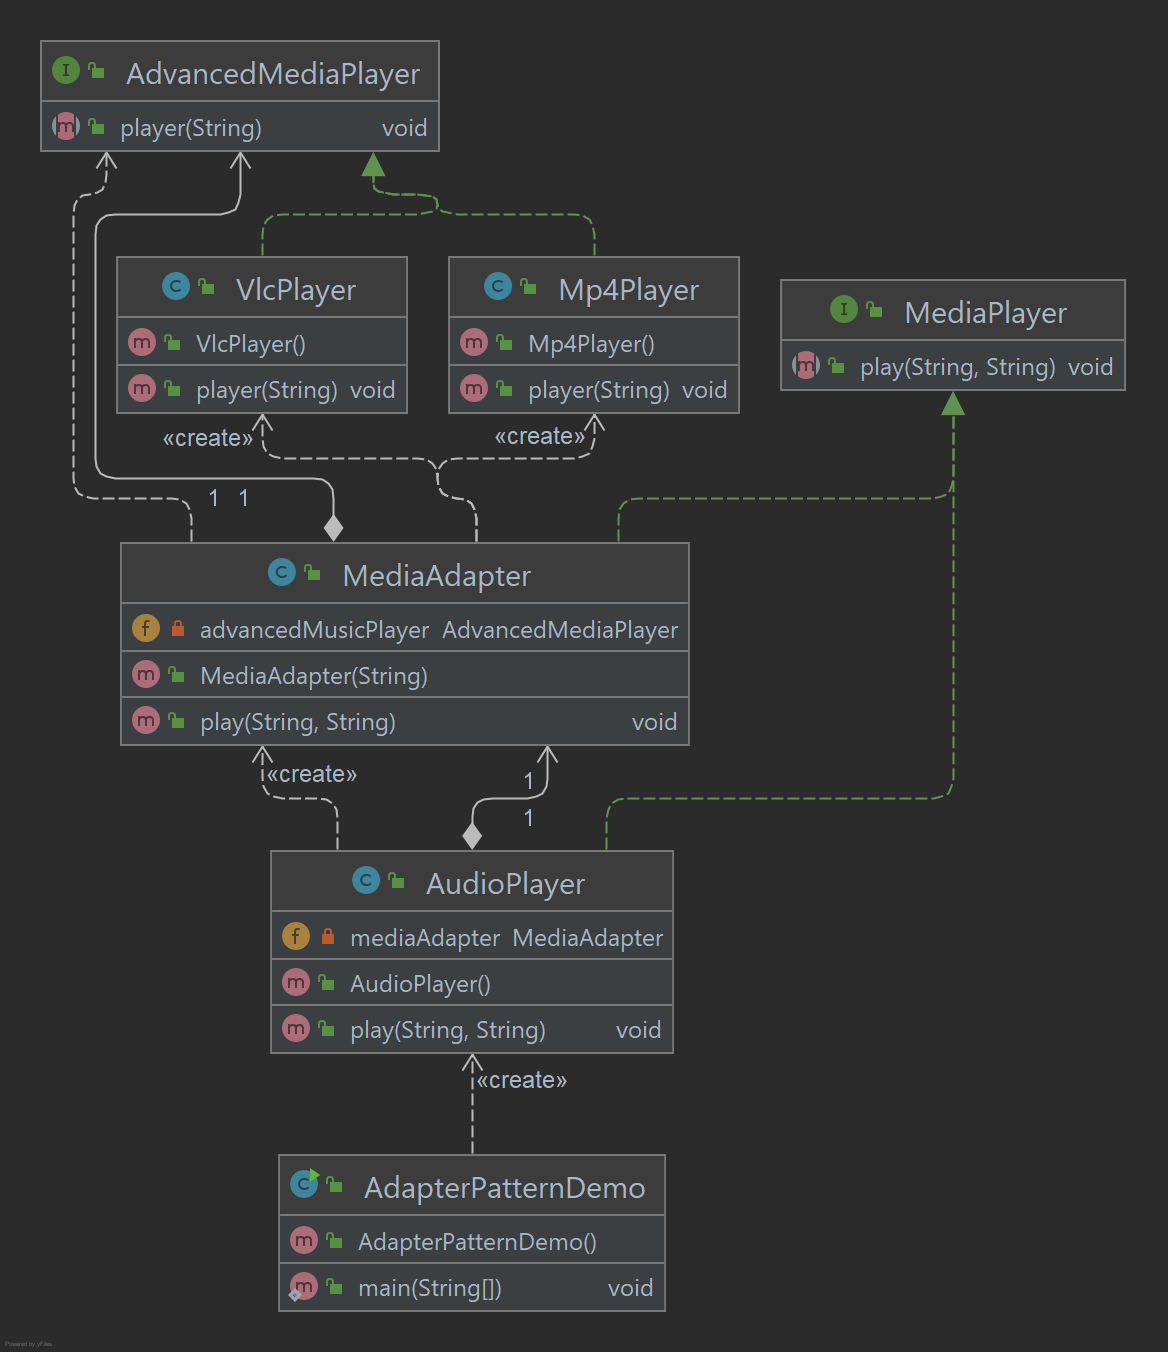 I AdvancedMediaPlayer
m player(String) void
C VlcPlayer
m VlcPlayer()
m player(String) void
C Mp4Player
m Mp4Player()
m player(String) void
I MediaPlayer
m play(String, String) void
«create»
«create»
1 1
C MediaAdapter
f advancedMusicPlayer AdvancedMediaPlayer
m MediaAdapter(String)
m play(String, String) void
«create»
1
1
C AudioPlayer
f mediaAdapter MediaAdapter
m AudioPlayer()
m play(String, String) void
«create»
C AdapterPatternDemo
m AdapterPatternDemo()
m main(String[]) void
Powered by yFiles